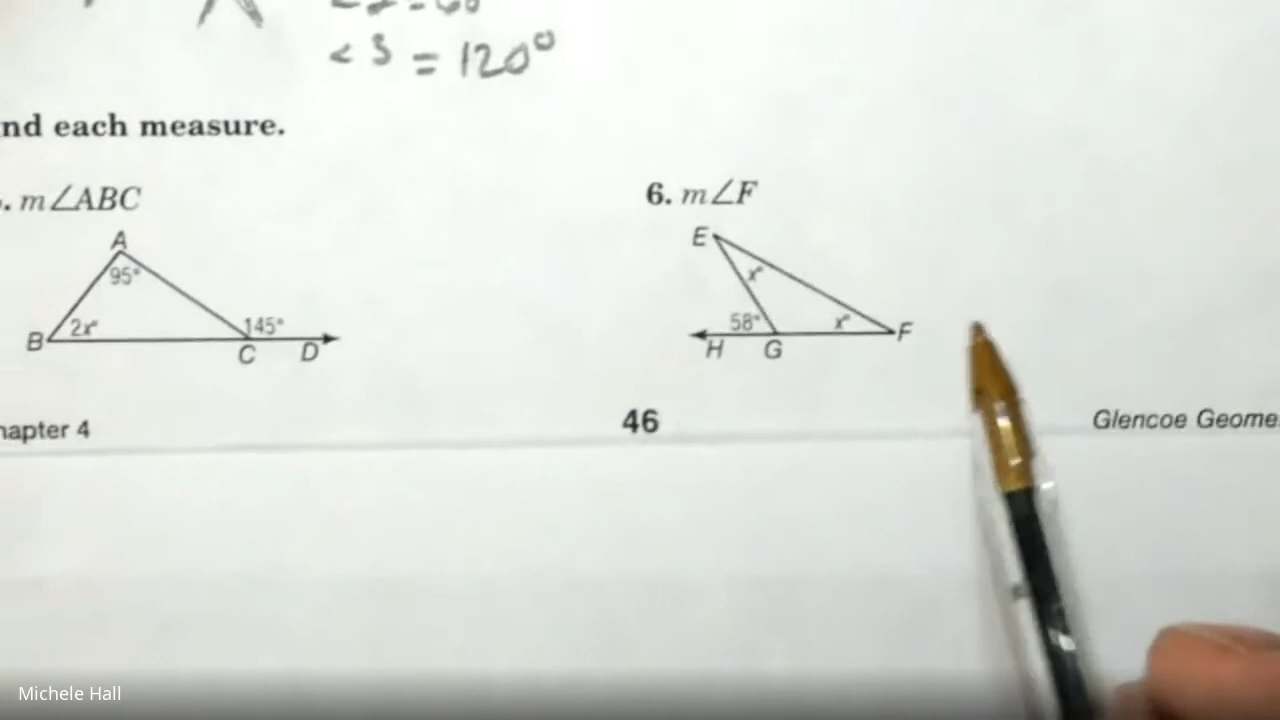 < 3 = 120°
nd each measure.
. m∠ABC
A
95°
B
2x°
145°
C
D
6. m∠F
E
x°
58°
x°
F
H
G
hapter 4
46
Glencoe Geome
Michele Hall